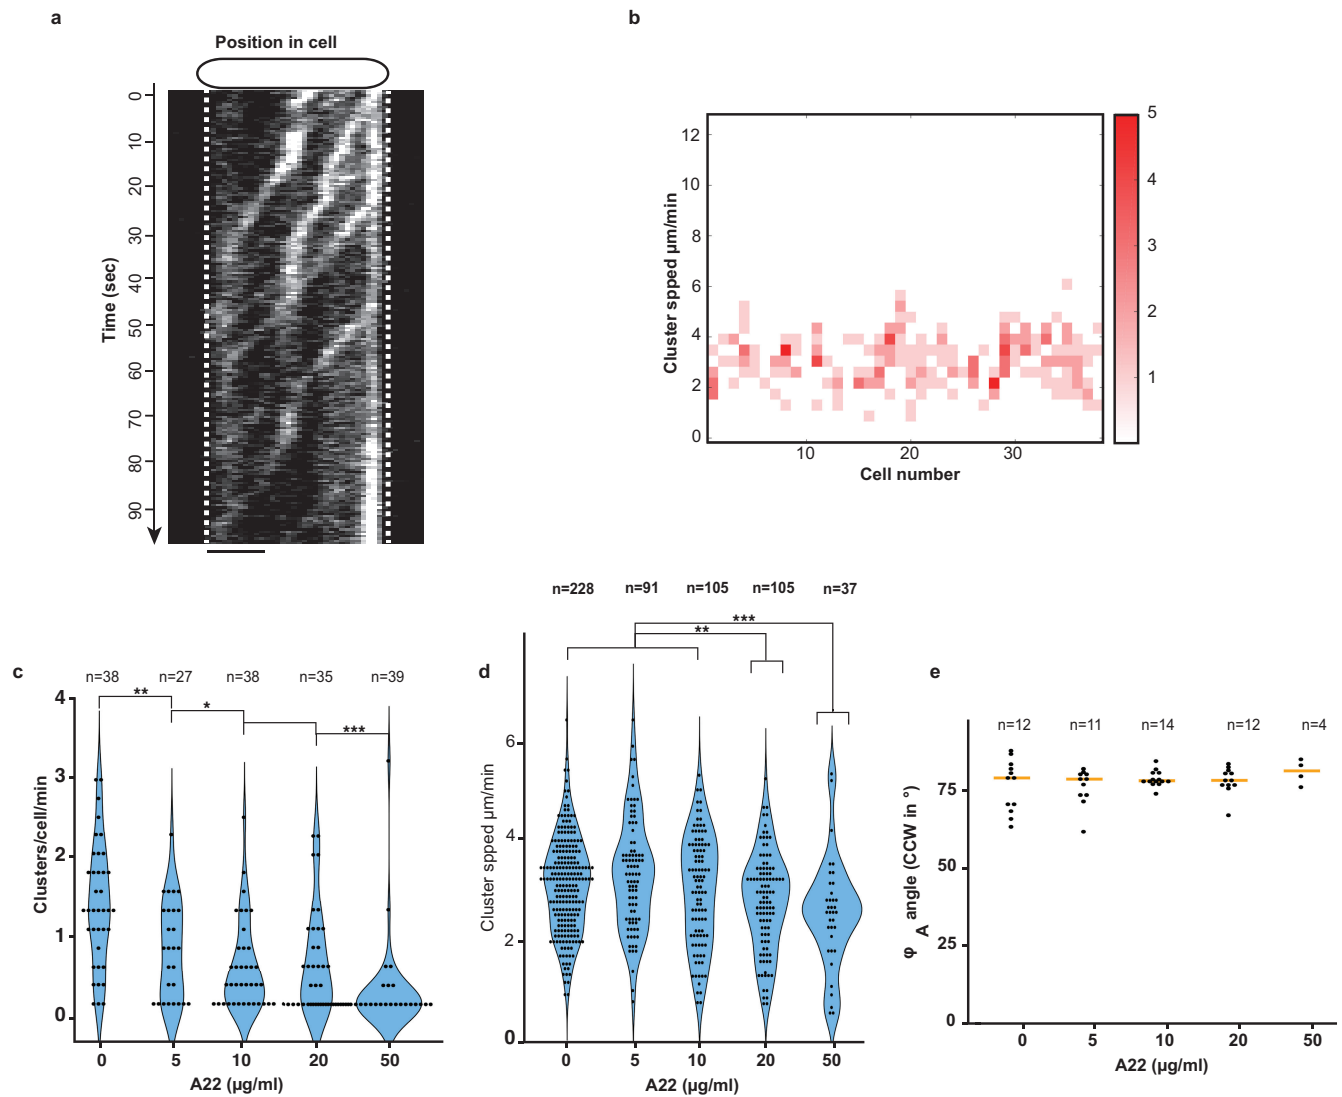 a
Position in cell
Time (sec)
0
10
20
30
40
50
60
70
80
90
b
Cluster spped µm/min
12
10
8
6
4
2
0
10
20
30
Cell number
5
4
3
2
1
c
n=38
n=27
n=38
n=35
n=39
**
*
***
Clusters/cell/min
4
3
2
1
0
0
5
10
20
50
A22 (µg/ml)
d
n=228
n=91
n=105
n=105
n=37
***
**
Cluster spped µm/min
6
4
2
0
0
5
10
20
50
A22 (µg/ml)
e
n=12
n=11
n=14
n=12
n=4
φA angle (CCW in °)
75
50
25
0
0
5
10
20
50
A22 (µg/ml)